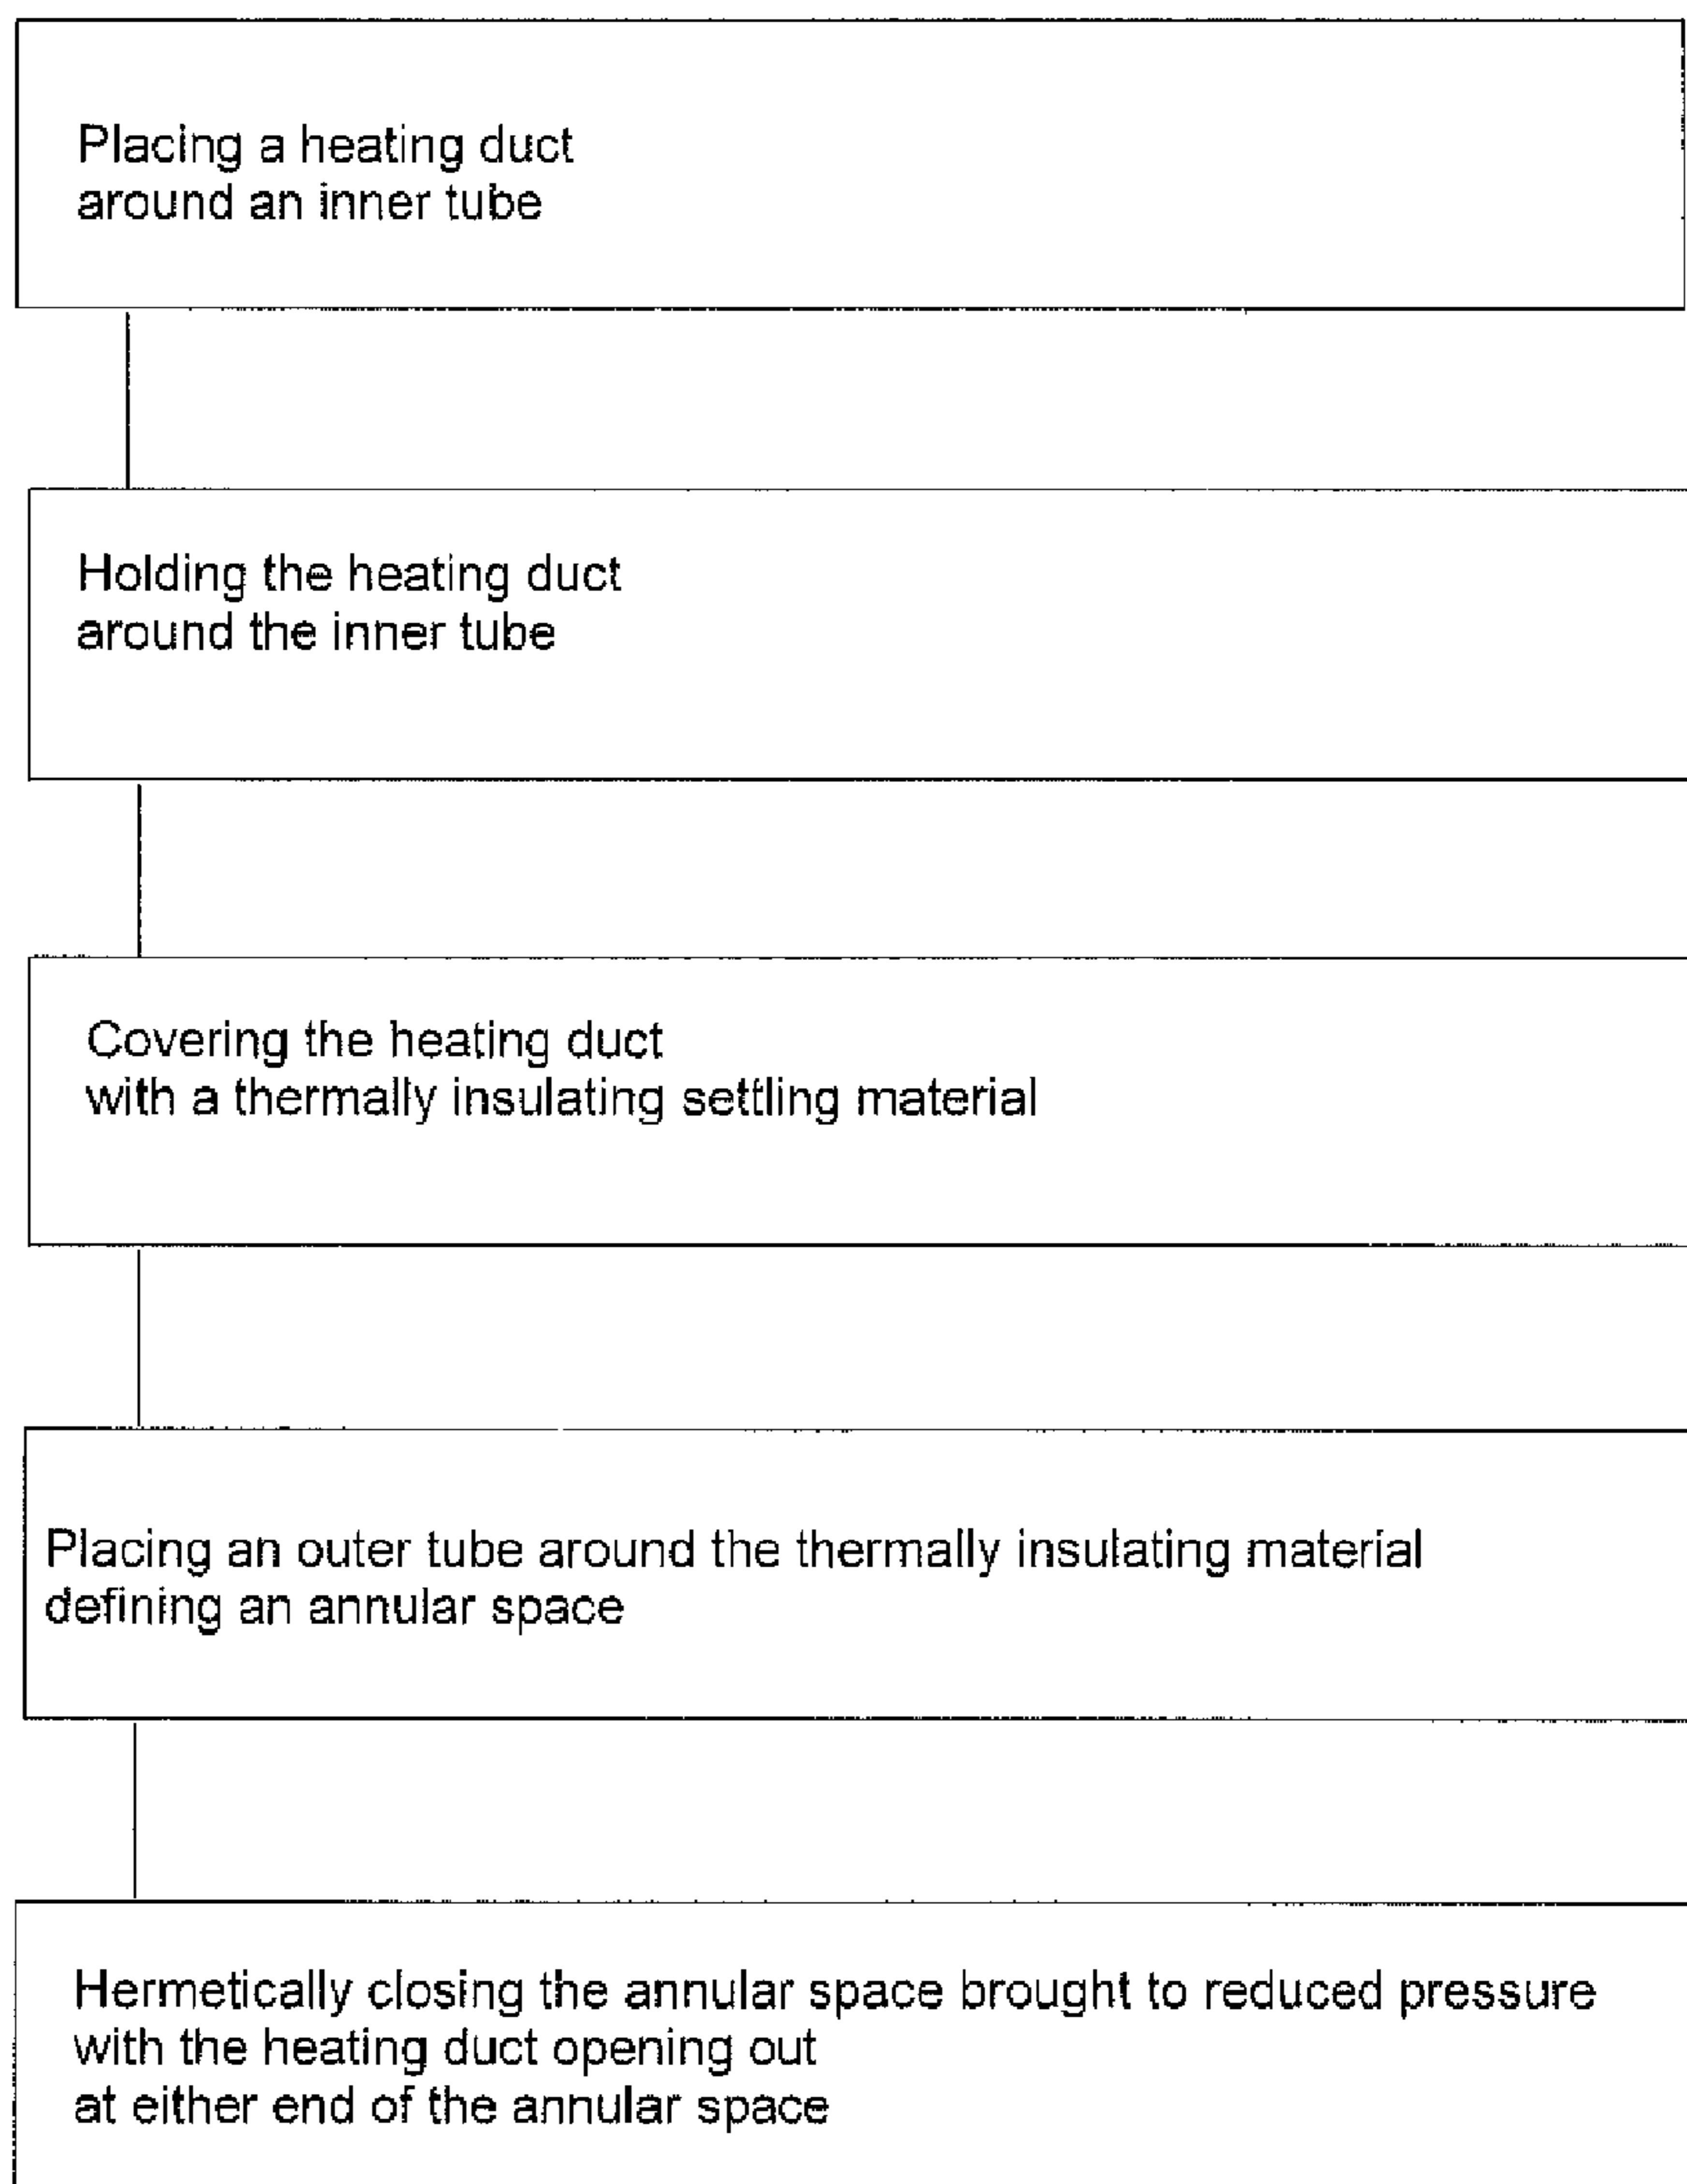 Placing a heating duct
around an inner tube
Holding the heating duct
around the inner tube
Covering the heating duct
with a thermally insulating settling material
Placing an outer tube around the thermally insulating material
defining an annular space
Hermetically closing the annular space brought to reduced pressure
with the heating duct opening out
at either end of the annular space